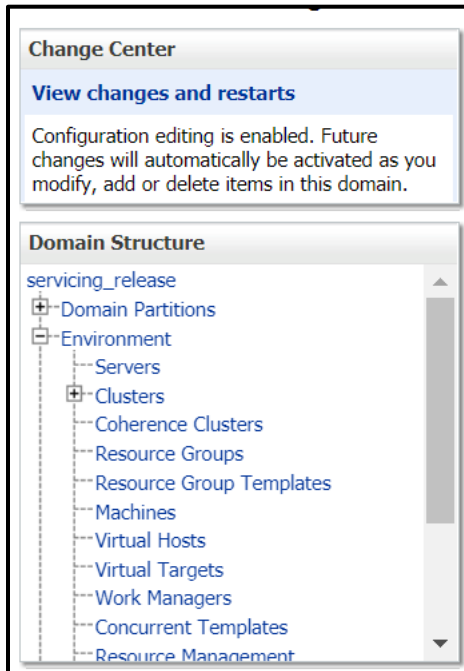 Change Center
View changes and restarts
Configuration editing is enabled. Future
changes will automatically be activated as you
modify, add or delete items in this domain.
Domain Structure
servicing_release
Domain Partitions
Environment
Servers
Clusters
Coherence Clusters
Resource Groups
Resource Group Templates
Machines
Virtual Hosts
Virtual Targets
Work Managers
Concurrent Templates
Resource Management